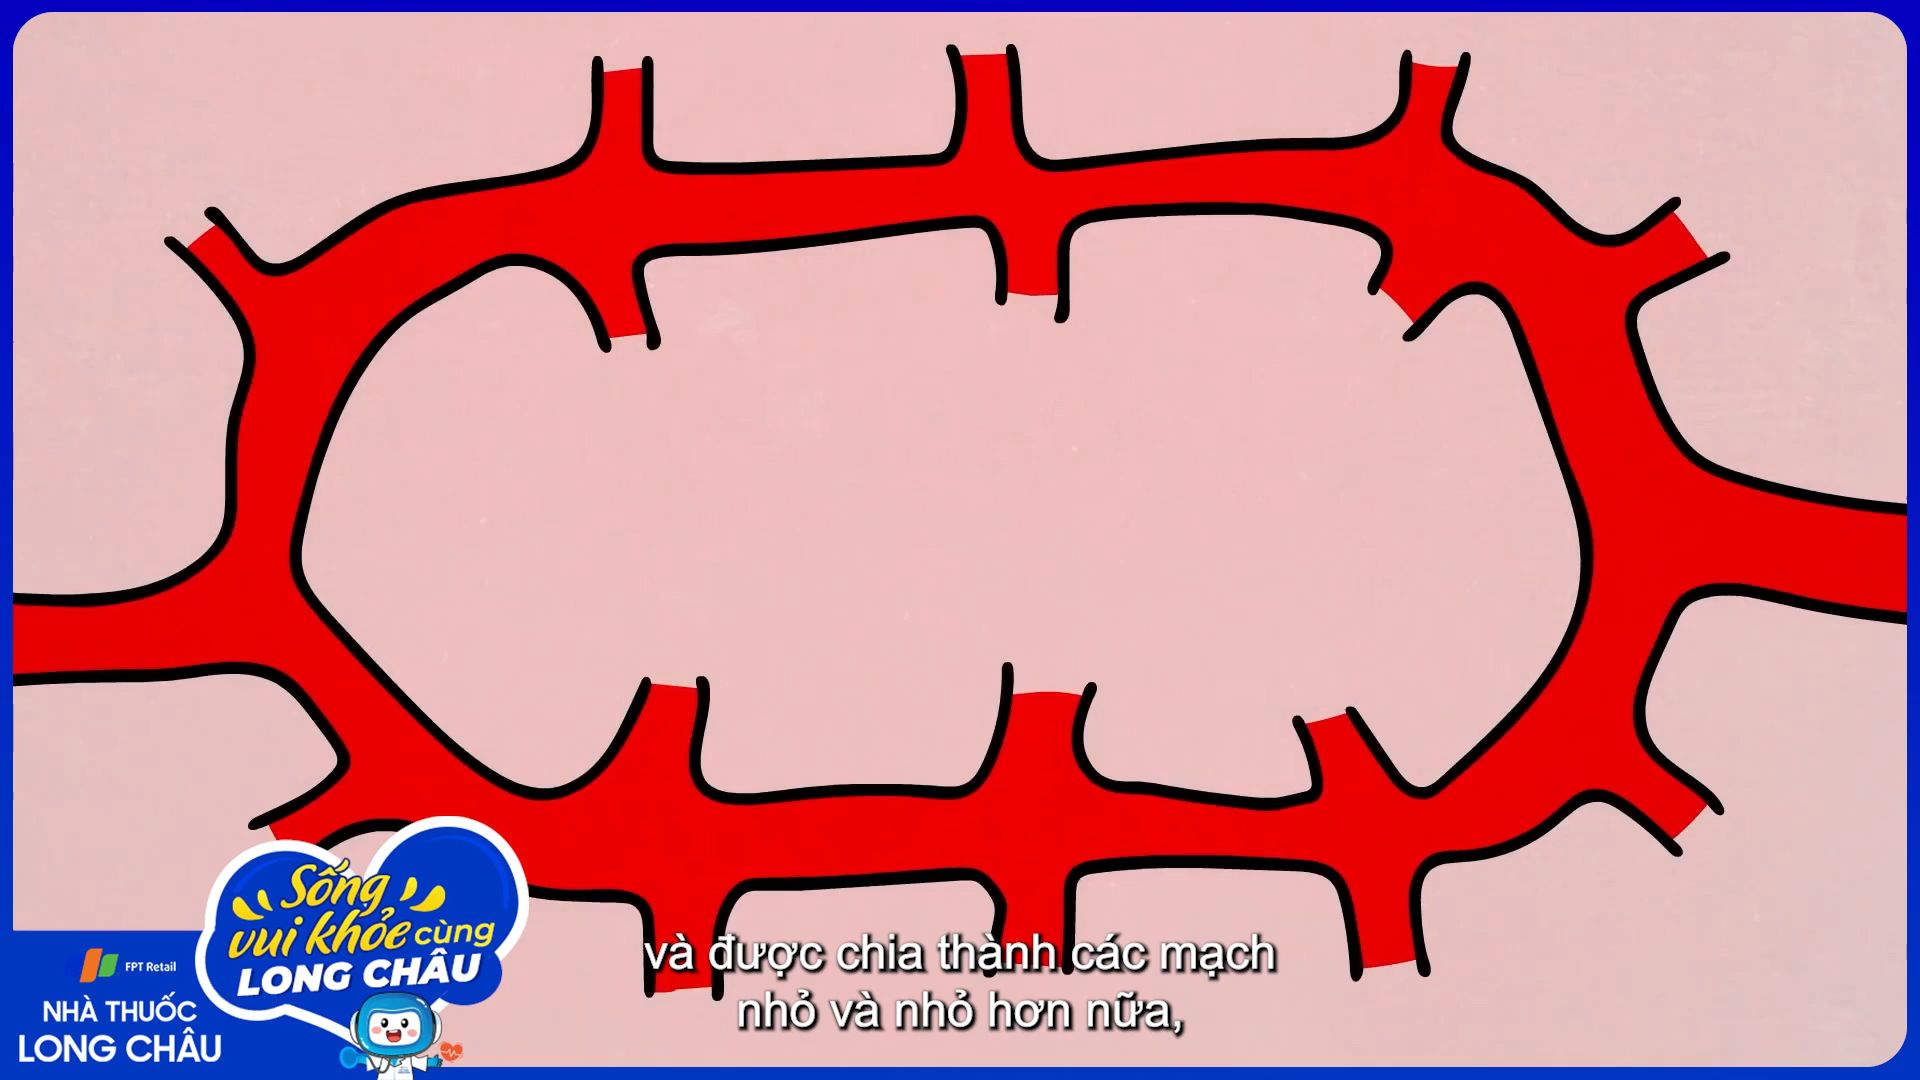 Sống
vui khỏe cùng
LONG CHÂU
FPT Retail
NHÀ THUỐC
LONG CHÂU
và được chia thành các mạch
nhỏ và nhỏ hơn nữa,